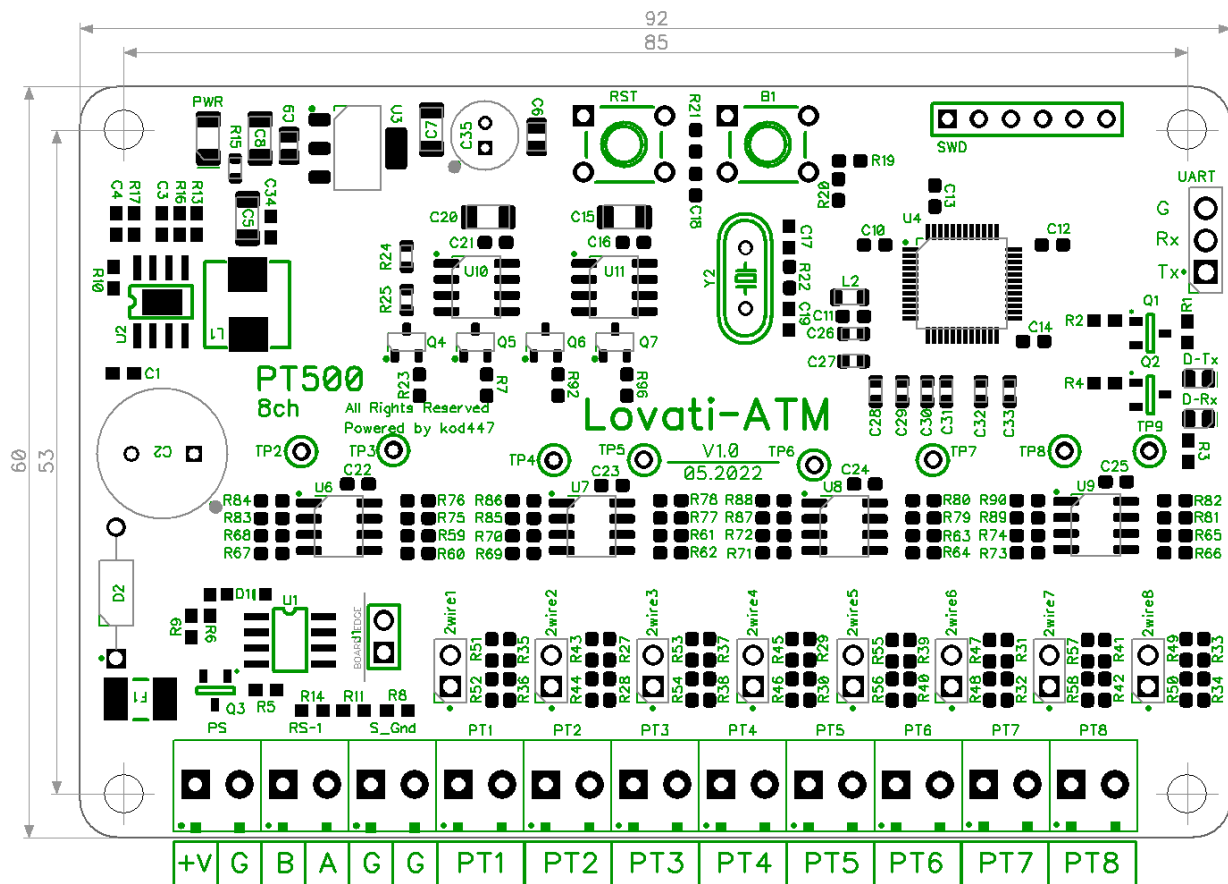 92
85
60
53
PWR
R15
C8
C9
U3
C7
C35
C6
RST
R21
B1
C18
SWD
R19
R20
C13
UART
G
Rx
Tx
C4
R17
C3
R16
R13
C5
C34
C20
C21
C15
C16
C17
U4
C10
C12
R10
U2
L1
R24
R25
U10
U11
Y2
R22
C19
L2
C11
C26
C27
C14
R2
Q1
R1
Q4
Q5
Q6
Q7
D-Tx
Q2
R4
D-Rx
C1
PT500
8ch
R23
R7
R92
R96
All Rights Reserved
Powered by kod447
Lovati-ATM
C28
C29
C30
C31
C32
C33
TP9
R3
C2
TP2
TP3
TP4
TP5
V1.0
05.2022
TP6
TP7
TP8
C22
C23
C24
C25
U6
U7
U8
U9
R84
R76
R86
R78
R88
R80
R90
R82
R83
R75
R85
R77
R87
R79
R89
R81
R68
R59
R70
R61
R72
R63
R74
R65
R67
R60
R69
R62
R71
R64
R73
R66
D2
D1
U1
R9
R6
BOARD EDGE
J1
2wire1
2wire2
2wire3
2wire4
2wire5
2wire6
2wire7
2wire8
R51
R35
R43
R27
R53
R37
R45
R29
R55
R39
R47
R31
R57
R41
R49
R33
R52
R36
R44
R28
R54
R38
R46
R30
R56
R40
R48
R32
R58
R42
R50
R34
F1
Q3
R5
R14
R11
R8
PS
RS-1
S_Gnd
PT1
PT2
PT3
PT4
PT5
PT6
PT7
PT8
+V G B A G G PT1 PT2 PT3 PT4 PT5 PT6 PT7 PT8